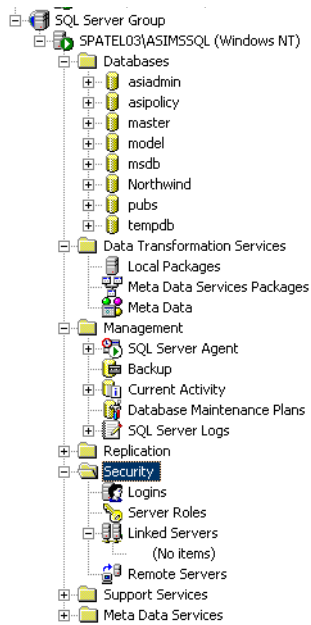 SQL Server Group
SPATEL03\ASIMSSQL (Windows NT)
Databases
asiadmin
asipolicy
master
model
msdb
Northwind
pubs
tempdb
Data Transformation Services
Local Packages
Meta Data Services Packages
Meta Data
Management
SQL Server Agent
Backup
Current Activity
Database Maintenance Plans
SQL Server Logs
Replication
Security
Logins
Server Roles
Linked Servers
(No items)
Remote Servers
Support Services
Meta Data Services